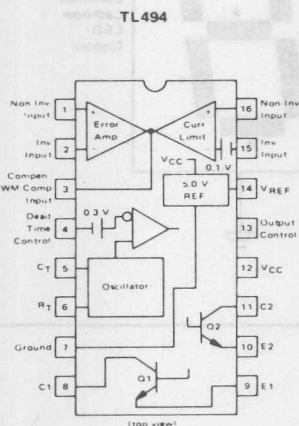 TL494
Non Inv
Input
1
Inv
Input
2
Compen
WM Comp
Input
3
Dead
Time
Control
4
CT
5
RT
6
Ground
7
C1
8
Error
Amp
Curr
Limit
0.1 V
VCC
5.0 V
REF
0.3 V
Oscillator
Q2
Q1
16
Non Inv
Input
15
Inv
Input
14
VREF
13
Output
Control
12
VCC
11
C2
10
E2
9
E1
(top view)